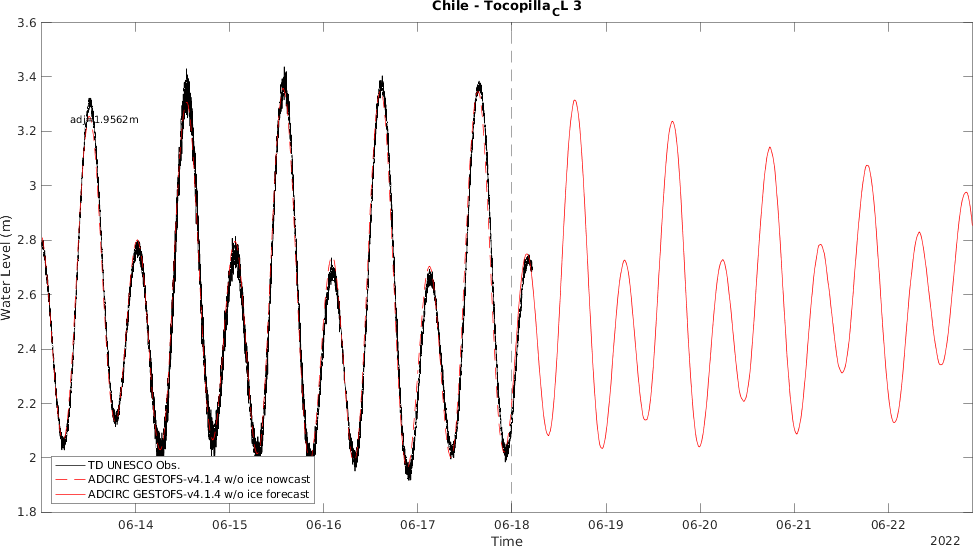 Chile - Tocopilla_CL 3
3.6
3.4
3.2
3
2.8
2.6
2.4
2.2
2
1.8
Water Level (m)
adj=1.9562m
TD UNESCO Obs.
ADCIRC GESTOFS-v4.1.4 w/o ice nowcast
ADCIRC GESTOFS-v4.1.4 w/o ice forecast
06-14 06-15 06-16 06-17 06-18 06-19 06-20 06-21 06-22
Time
2022